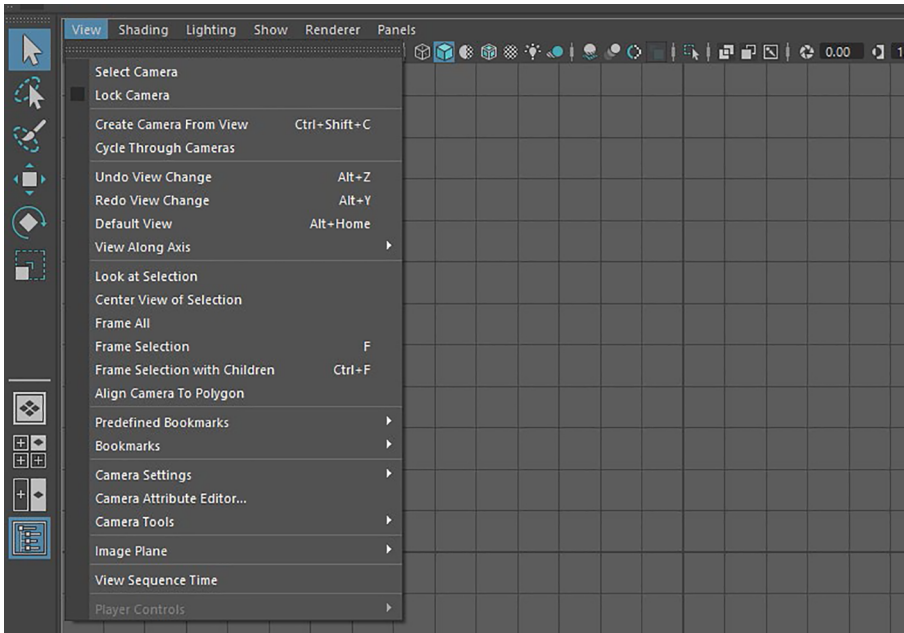 View Shading Lighting Show Renderer Panels
0.00 1
Select Camera
Lock Camera
Create Camera From View Ctrl+Shift+C
Cycle Through Cameras
Undo View Change Alt+Z
Redo View Change Alt+Y
Default View Alt+Home
View Along Axis
Look at Selection
Center View of Selection
Frame All
Frame Selection F
Frame Selection with Children Ctrl+F
Align Camera To Polygon
Predefined Bookmarks
Bookmarks
Camera Settings
Camera Attribute Editor...
Camera Tools
Image Plane
View Sequence Time
Player Controls